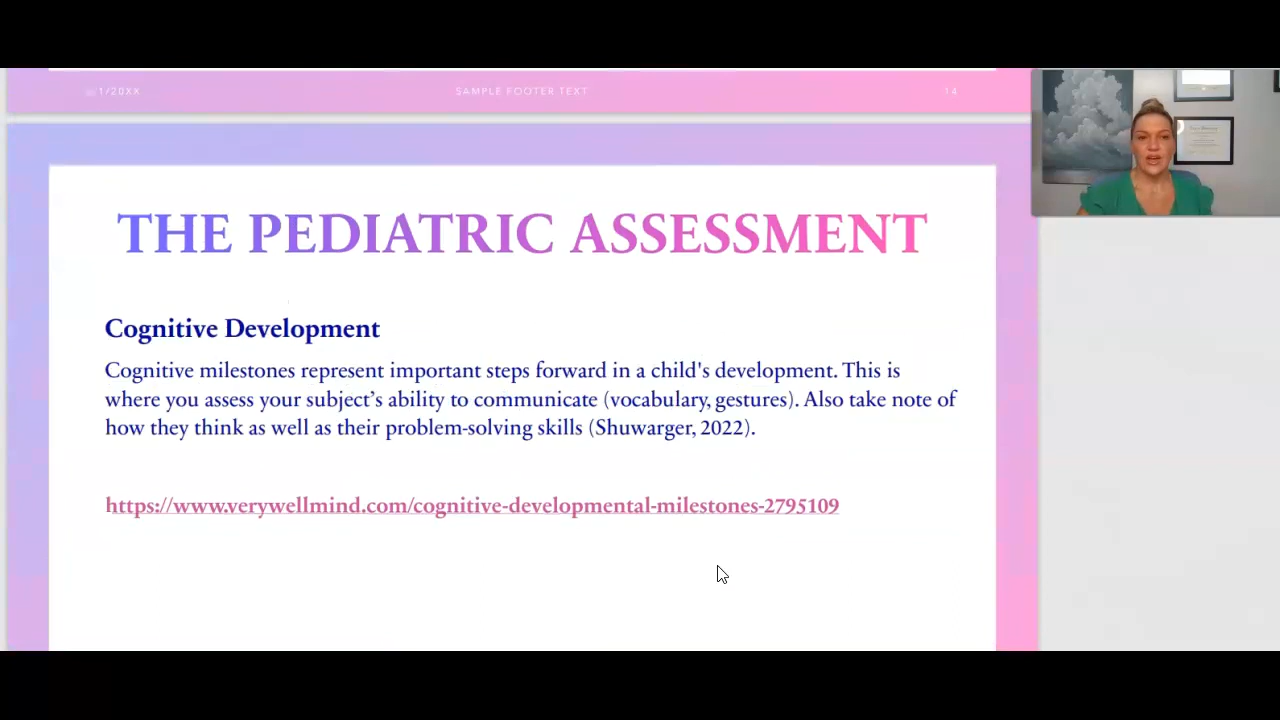 1/20XX
SAMPLE FOOTER TEXT
14
THE PEDIATRIC ASSESSMENT
Cognitive Development
Cognitive milestones represent important steps forward in a child's development. This is
where you assess your subject’s ability to communicate (vocabulary, gestures). Also take note of
how they think as well as their problem-solving skills (Shuwarger, 2022).
https://www.verywellmind.com/cognitive-developmental-milestones-2795109